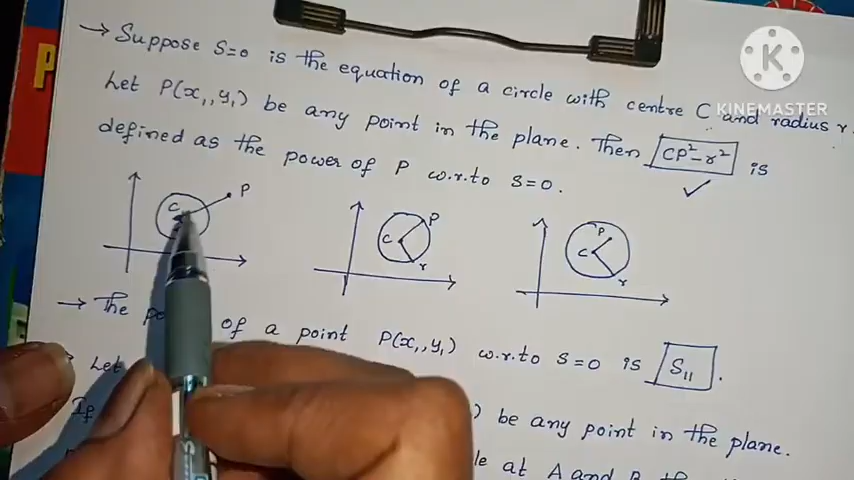 → Suppose S=0 is the equation of a circle with centre C and radius r.
Let P(x₁,y₁) be any point in the plane. Then CP²-r² is
defined as the power of P w.r.to S=0.
C P
C P r
P C r
→ The of a point P(x₁,y₁) w.r.to S=0 is S₁₁.
Let ) be any point in the plane.
If at A and B the
K
KINEMASTER